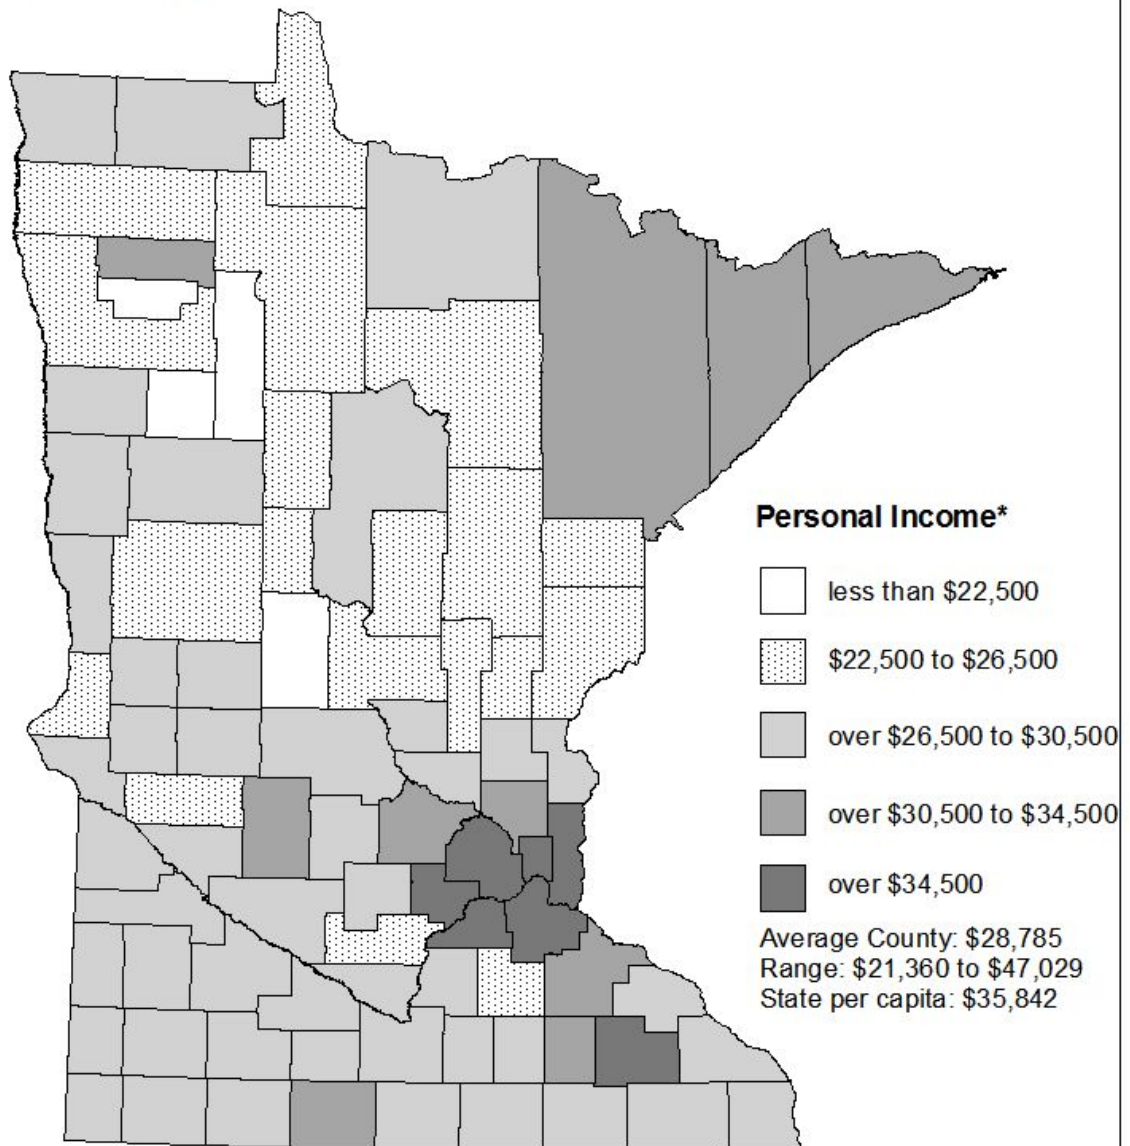 Personal Income*
less than $22,500
$22,500 to $26,500
over $26,500 to $30,500
over $30,500 to $34,500
over $34,500
Average County: $28,785
Range: $21,360 to $47,029
State per capita: $35,842